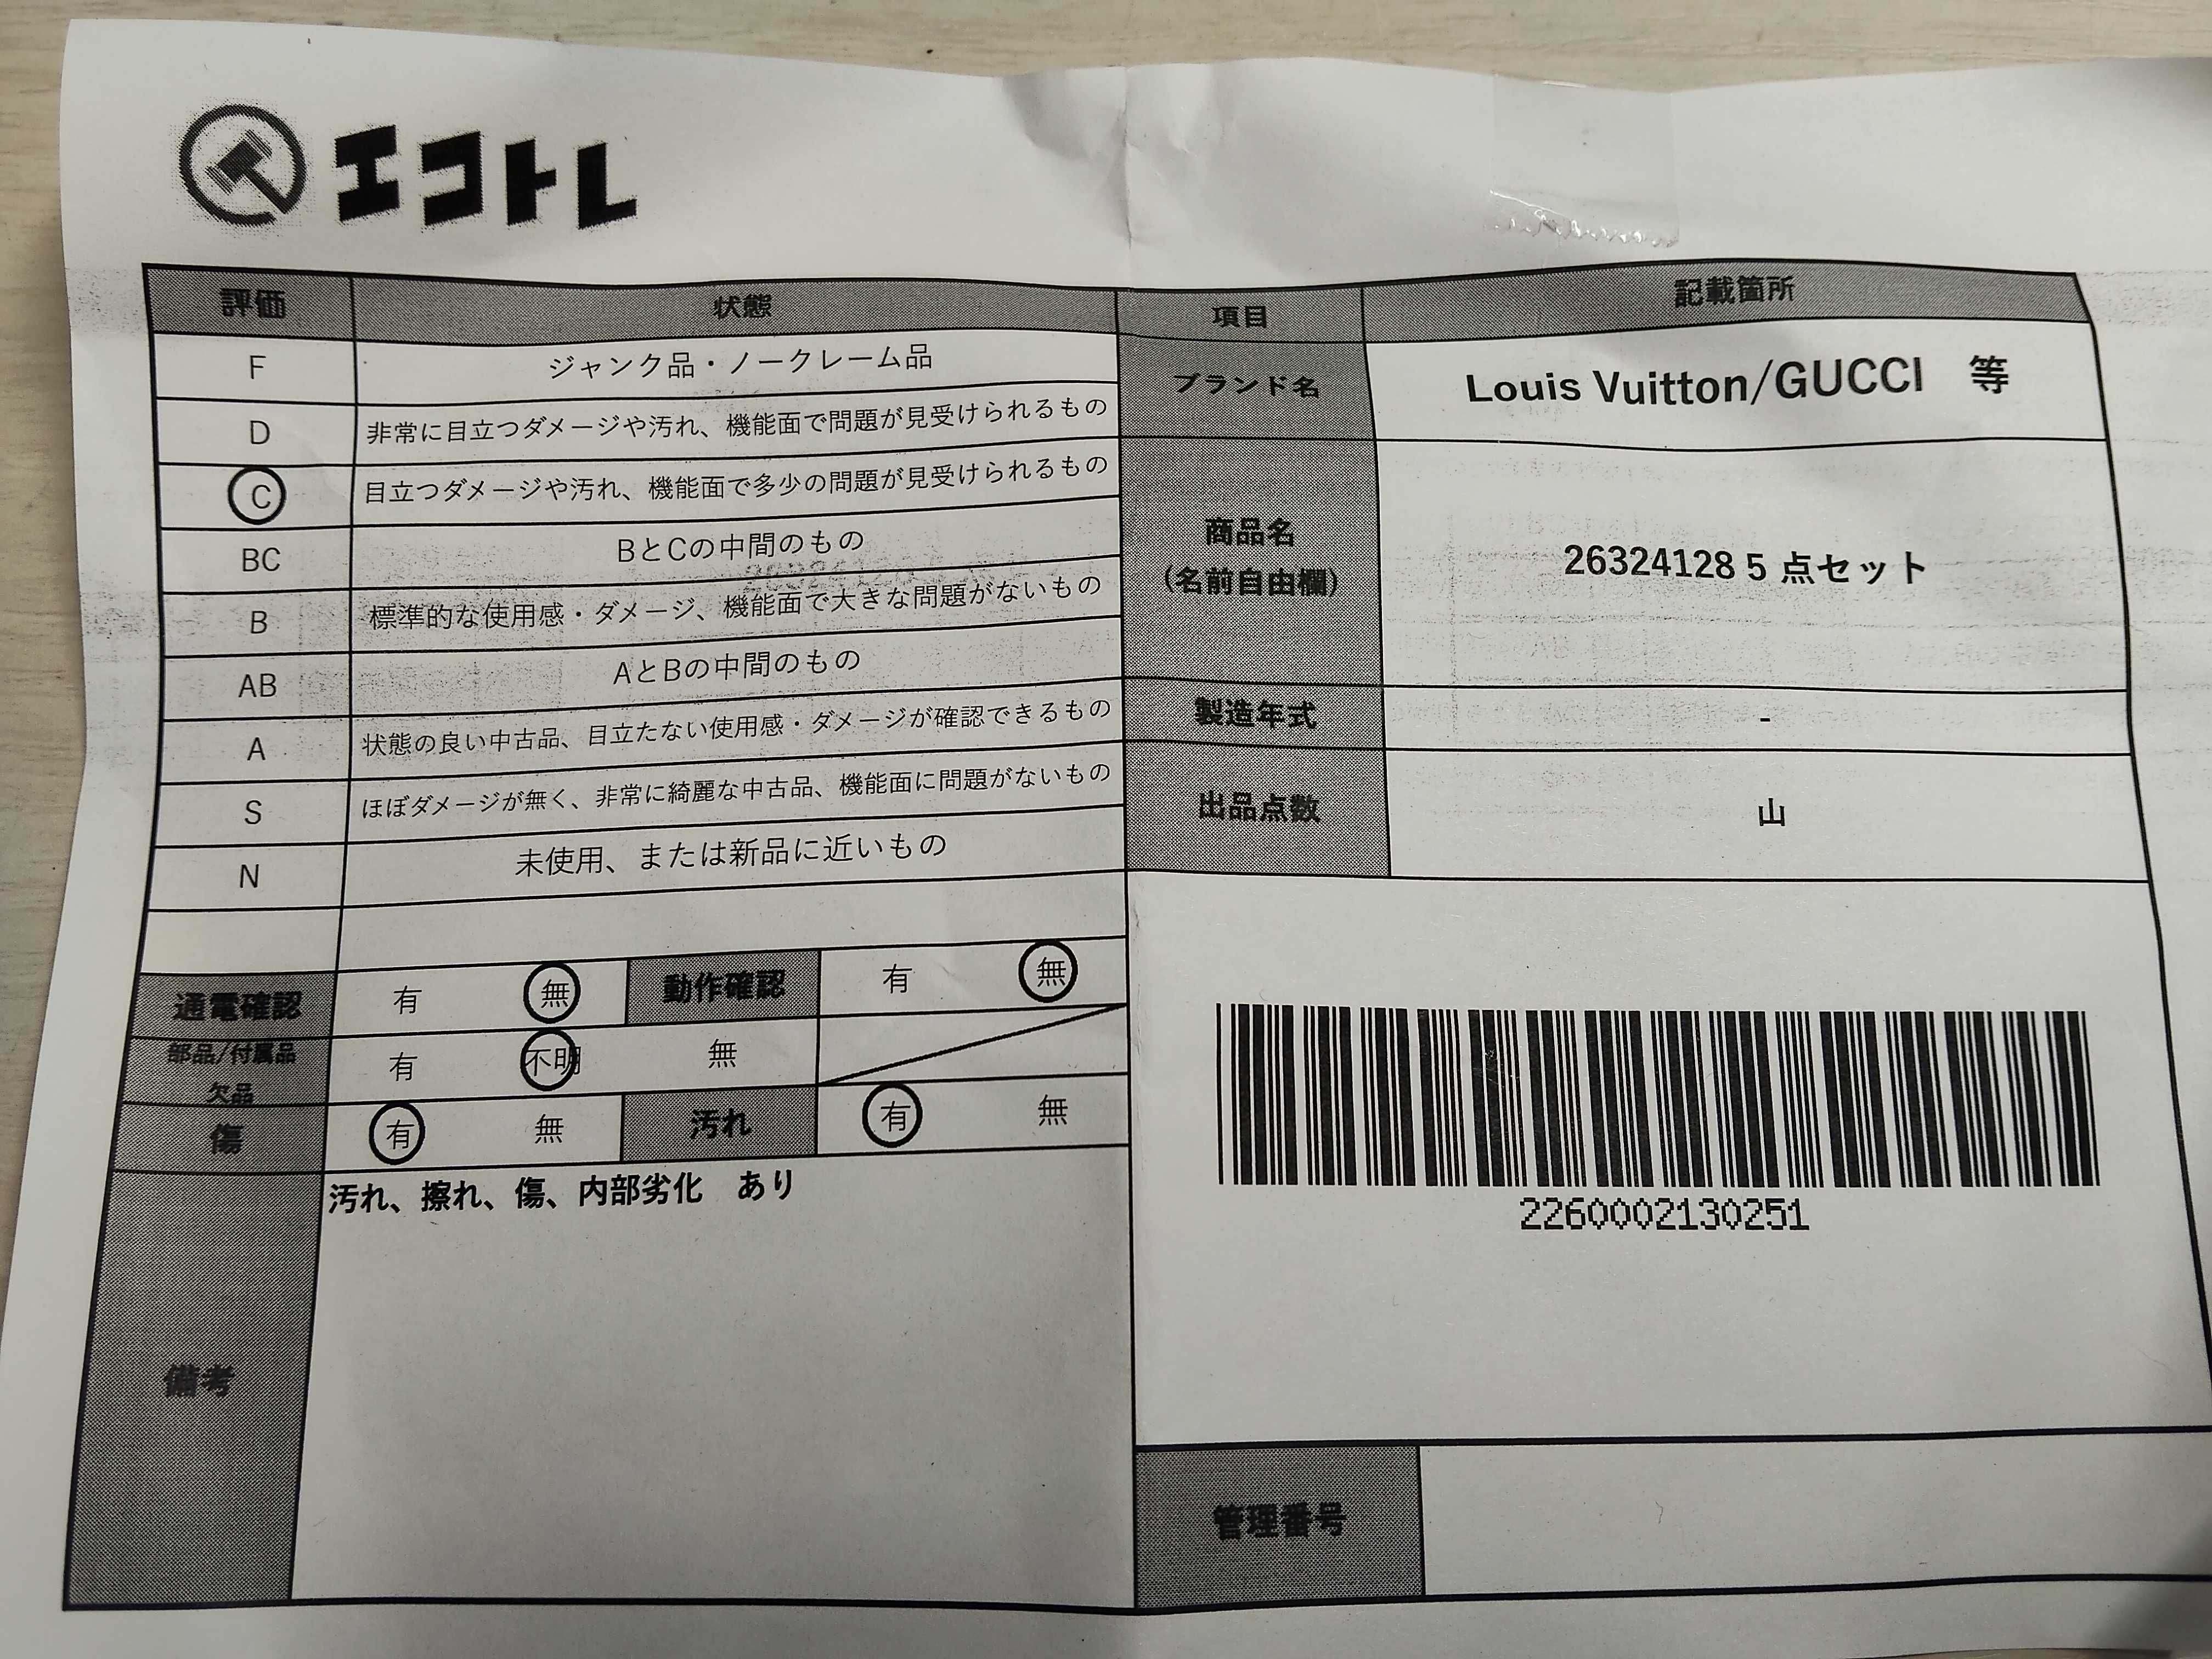 エコトレ
評価 状態
F ジャンク品・ノークレーム品
D 非常に目立つダメージや汚れ、機能面で問題が見受けられるもの
C 目立つダメージや汚れ、機能面で多少の問題が見受けられるもの
BC BとCの中間のもの
B 標準的な使用感・ダメージ、機能面で大きな問題がないもの
AB AとBの中間のもの
A 状態の良い中古品、目立たない使用感・ダメージが確認できるもの
S ほぼダメージが無く、非常に綺麗な中古品、機能面に問題がないもの
N 未使用、または新品に近いもの
通電確認 有 無 動作確認 有 無
部品/付属品
欠品 有 不明 無
傷 有 無 汚れ 有 無
備考 汚れ、擦れ、傷、内部劣化 あり
項目 記載箇所
ブランド名 Louis Vuitton/GUCCI 等
商品名
(名前自由欄) 26324128 5 点セット
製造年式 -
出品点数 山
2260002130251
管理番号